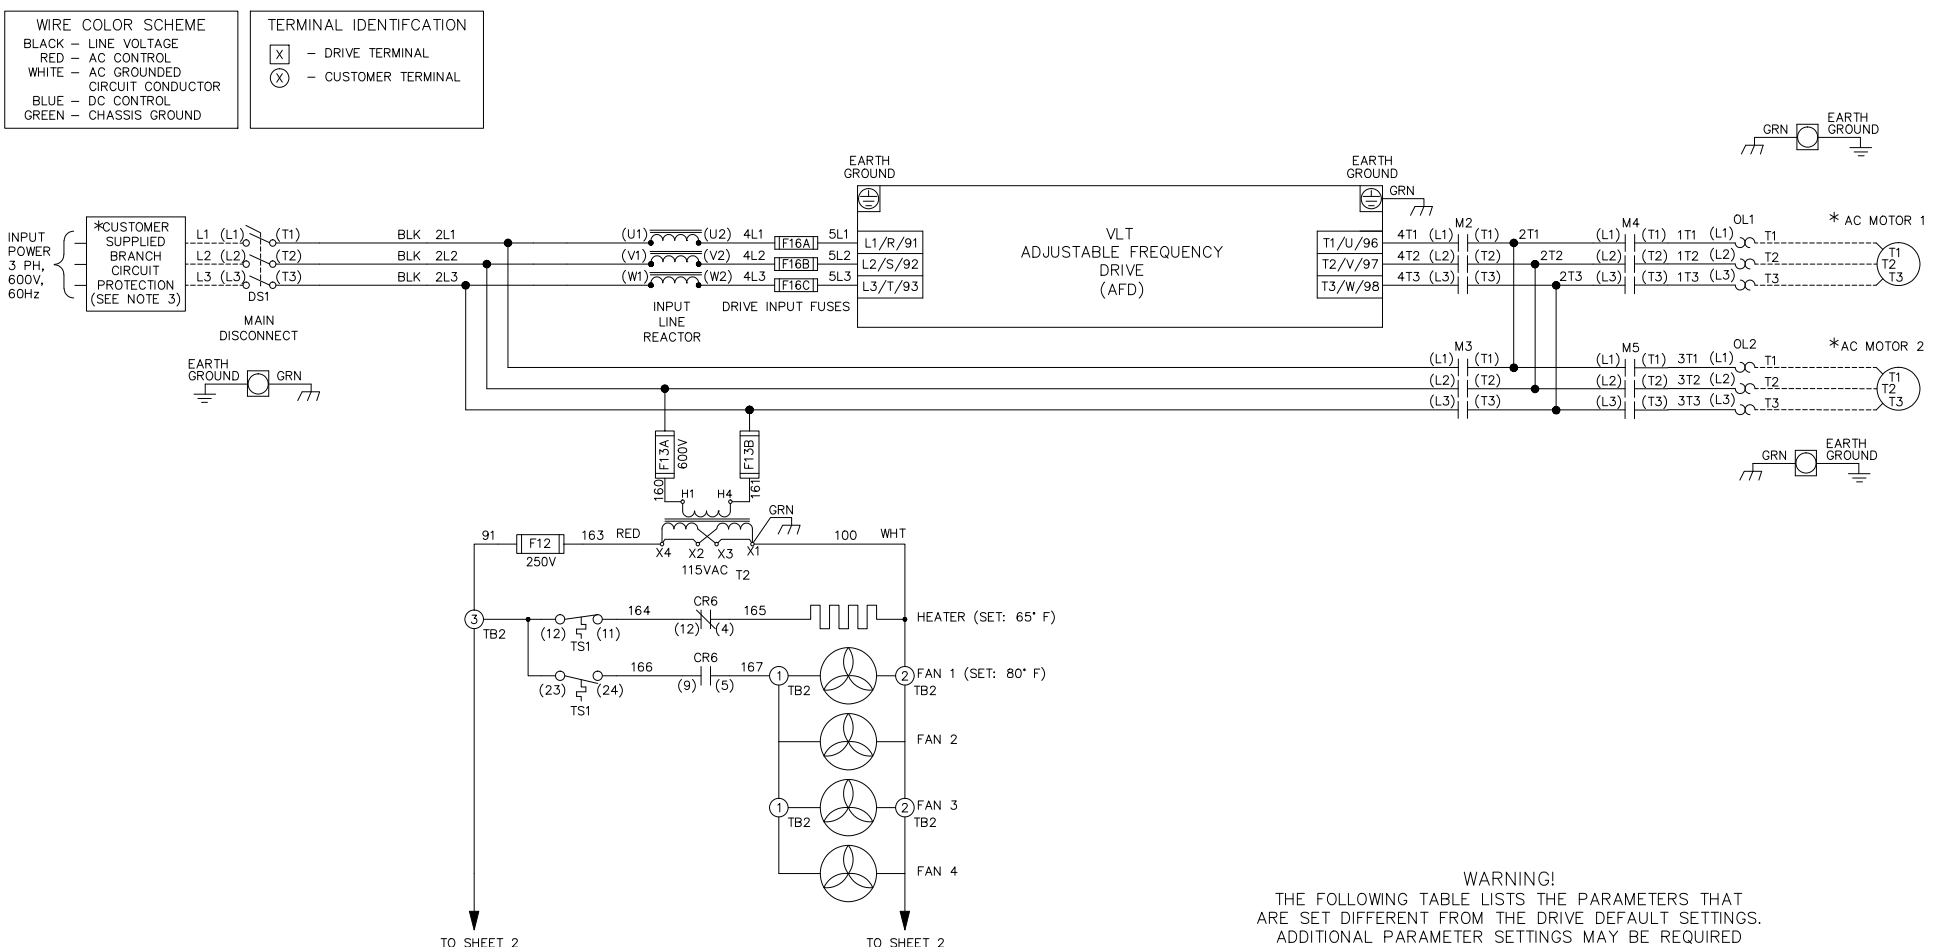 WIRE COLOR SCHEME
BLACK – LINE VOLTAGE
RED – AC CONTROL
WHITE – AC GROUNDED
CIRCUIT CONDUCTOR
BLUE – DC CONTROL
GREEN – CHASSIS GROUND
TERMINAL IDENTIFCATION
X – DRIVE TERMINAL
X – CUSTOMER TERMINAL
GRN EARTH
GROUND
INPUT
POWER
3 PH,
600V,
60Hz
*CUSTOMER
SUPPLIED
BRANCH
CIRCUIT
PROTECTION
(SEE NOTE 3)
L1 (L1) (T1) BLK 2L1 (U1) (U2) 4L1 F16A 5L1
L2 (L2) (T2) BLK 2L2 (V1) (V2) 4L2 F16B 5L2
L3 (L3) (T3) BLK 2L3 (W1) (W2) 4L3 F16C 5L3
DS1
MAIN
DISCONNECT
INPUT
LINE
REACTOR
DRIVE INPUT FUSES
EARTH
GROUND
EARTH
GROUND
GRN
L1/R/91
L2/S/92
L3/T/93
VLT
ADJUSTABLE FREQUENCY
DRIVE
(AFD)
T1/U/96
T2/V/97
T3/W/98
M2 M4 OL1 * AC MOTOR 1
4T1 (L1) (T1) 2T1 (L1) (T1) 1T1 (L1) T1 T1
4T2 (L2) (T2) 2T2 (L2) (T2) 1T2 (L2) T2 T2
4T3 (L3) (T3) 2T3 (L3) (T3) 1T3 (L3) T3 T3
EARTH
GROUND GRN
M3 M5 OL2 *AC MOTOR 2
(L1) (T1) (L1) (T1) 3T1 (L1) T1 T1
(L2) (T2) (L2) (T2) 3T2 (L2) T2 T2
(L3) (T3) (L3) (T3) 3T3 (L3) T3 T3
GRN EARTH
GROUND
F13A 600V F13B
160 161
H1 H4
GRN
91 F12 163 RED 100 WHT
250V
X4 X2 X3 X1
115VAC T2
3 TB2
(12) (11) 164 CR6 165 HEATER (SET: 65° F)
TS1 (12) (4)
(23) (24) 166 CR6 167 1 2 FAN 1 (SET: 80° F)
TS1 (9) (5) TB2 TB2
FAN 2
1 2 FAN 3
TB2 TB2
FAN 4
TO SHEET 2 TO SHEET 2
WARNING!
THE FOLLOWING TABLE LISTS THE PARAMETERS THAT
ARE SET DIFFERENT FROM THE DRIVE DEFAULT SETTINGS.
ADDITIONAL PARAMETER SETTINGS MAY BE REQUIRED